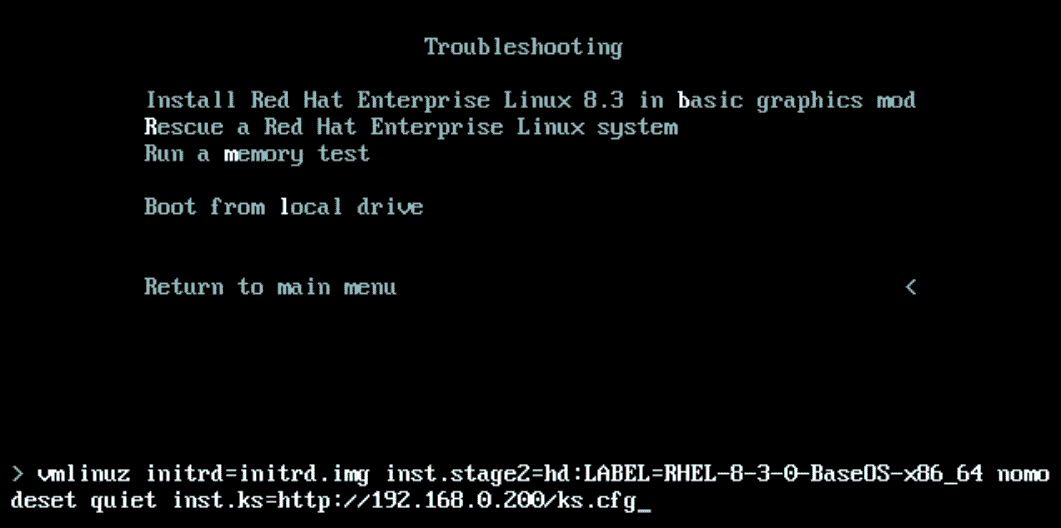 Troubleshooting
Install Red Hat Enterprise Linux 8.3 in basic graphics mod
Rescue a Red Hat Enterprise Linux system
Run a memory test
Boot from local drive
Return to main menu <
> vmlinuz initrd=initrd.img inst.stage2=hd:LABEL=RHEL-8-3-0-BaseOS-x86_64 nomo
deset quiet inst.ks=http://192.168.0.200/ks.cfg_